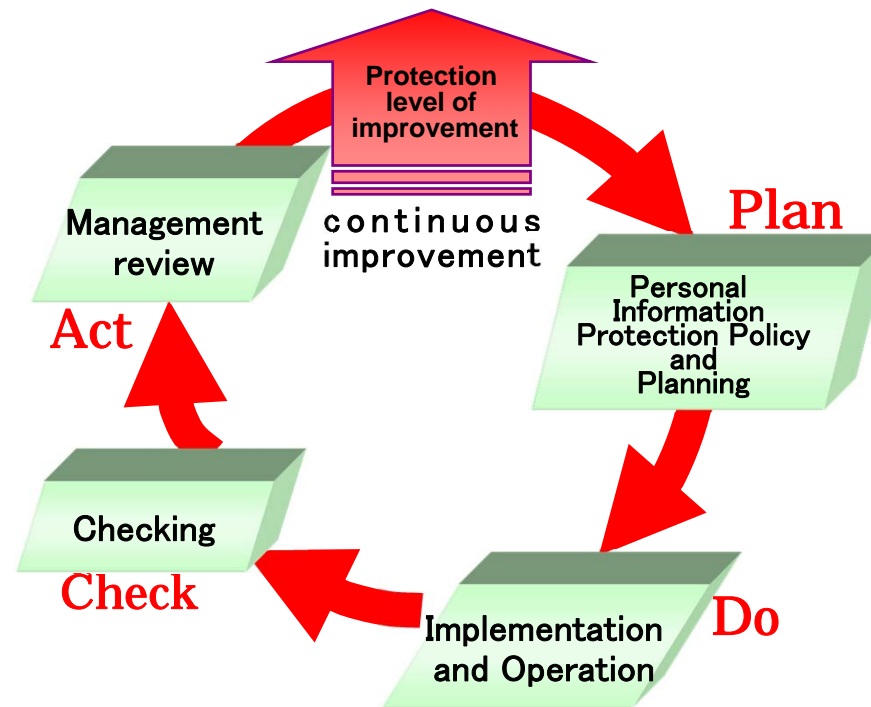 Protection
level of
improvement
continuous
improvement
Plan
Personal
Information
Protection Policy
and
Planning
Do
Implementation
and Operation
Checking
Check
Management
review
Act